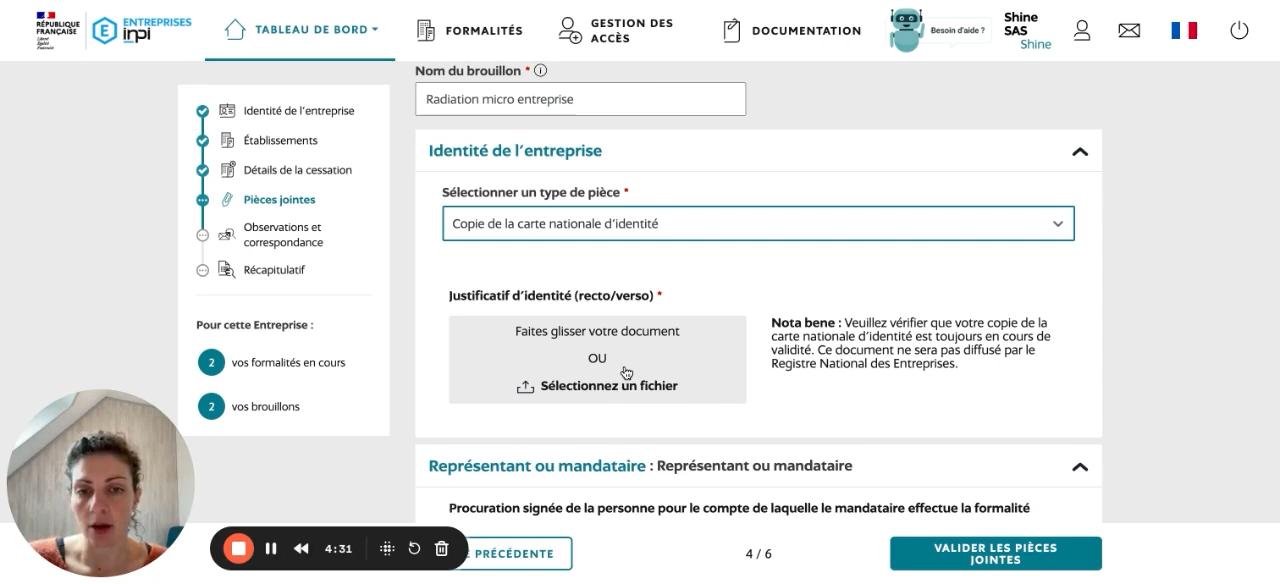 RÉPUBLIQUE
FRANÇAISE
Liberté
Égalité
Fraternité
E
ENTREPRISES
inpi
TABLEAU DE BORD
FORMALITÉS
GESTION DES
ACCÈS
DOCUMENTATION
Besoin d'aide ?
Shine
SAS
Shine
Nom du brouillon *
Radiation micro entreprise
Identité de l'entreprise
Établissements
Détails de la cessation
Pièces jointes
Observations et
correspondance
Récapitulatif
Pour cette Entreprise :
2 vos formalités en cours
2 vos brouillons
Identité de l'entreprise
Sélectionner un type de pièce *
Copie de la carte nationale d'identité
Justificatif d'identité (recto/verso) *
Faites glisser votre document
OU
Sélectionnez un fichier
Nota bene : Veuillez vérifier que votre copie de la
carte nationale d'identité est toujours en cours de
validité. Ce document ne sera pas diffusé par le
Registre National des Entreprises.
Représentant ou mandataire : Représentant ou mandataire
Procuration signée de la personne pour le compte de laquelle le mandataire effectue la formalité
4:31
PRÉCÉDENTE
4 / 6
VALIDER LES PIÈCES
JOINTES